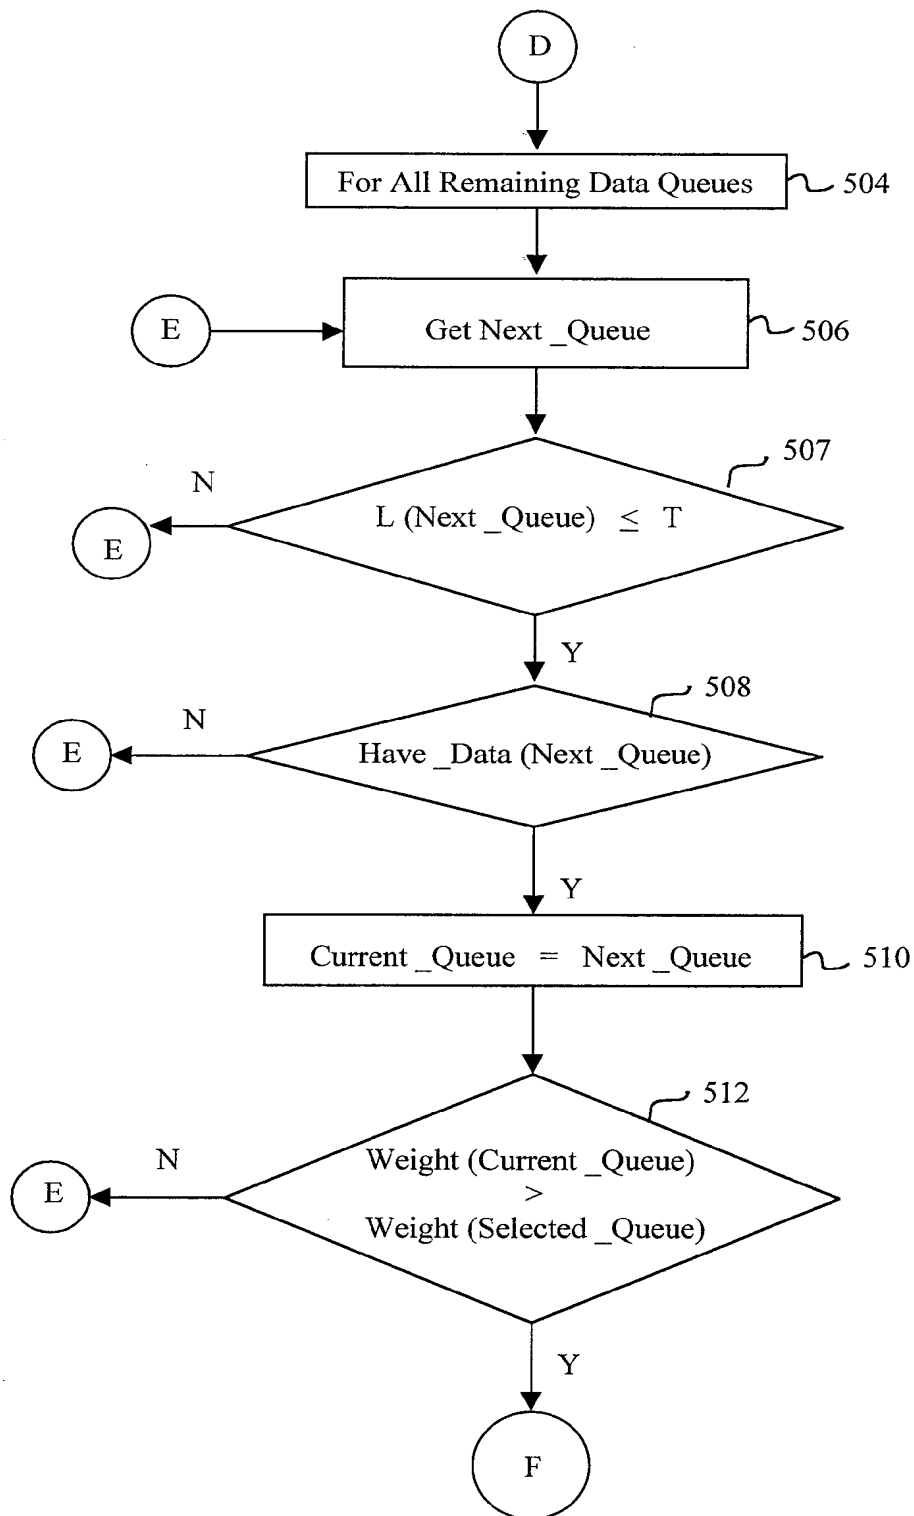 D
For All Remaining Data Queues
504
E
Get Next _Queue
506
507
N
L (Next _Queue) ≤ T
E
Y
508
N
E
Have _Data (Next _Queue)
Y
Current _Queue = Next _Queue
510
512
N
Weight (Current _Queue)
E
>
Weight (Selected _Queue)
Y
F